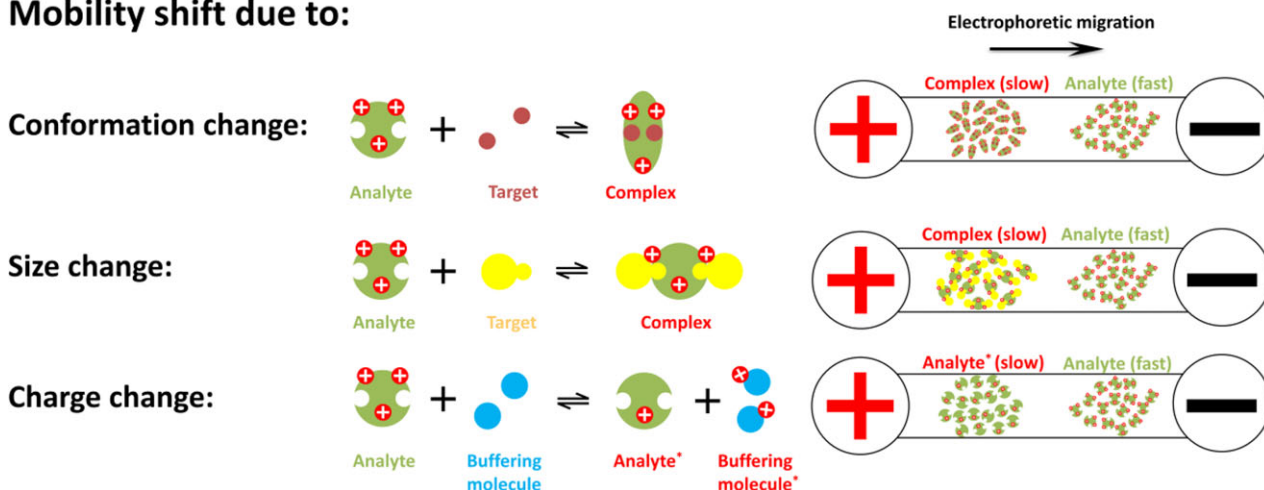 Mobility shift due to:
Electrophoretic migration
Conformation change:
+
⇌
Analyte
Target
Complex
Complex (slow)
Analyte (fast)
Size change:
+
⇌
Analyte
Target
Complex
Complex (slow)
Analyte (fast)
Charge change:
+
⇌
+
Analyte
Buffering
molecule
Analyte*
Buffering
molecule*
Analyte* (slow)
Analyte (fast)